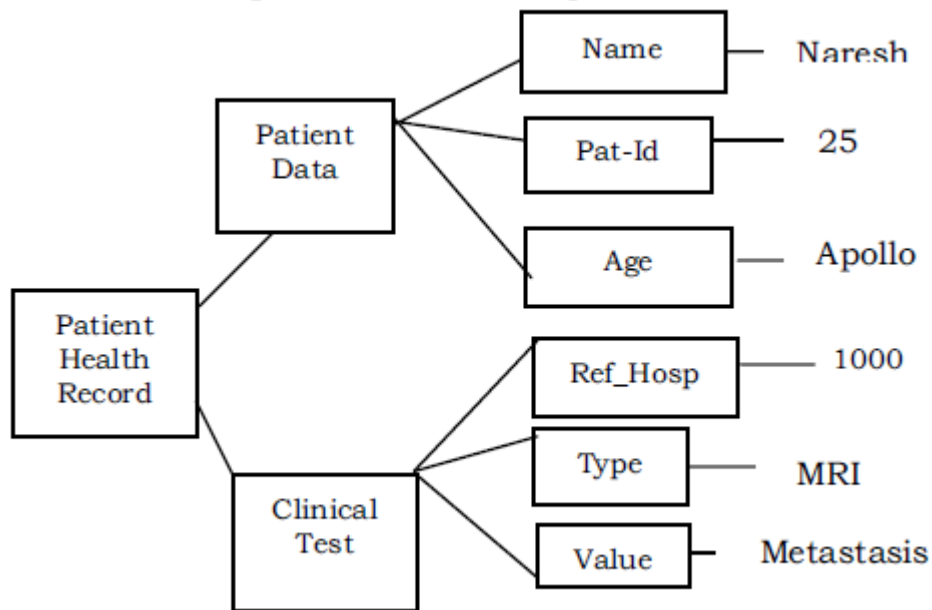 Name
Naresh
Patient
Data
Pat-Id
25
Age
Apollo
Patient
Health
Record
Ref_Hosp
1000
Type
MRI
Clinical
Test
Value
Metastasis